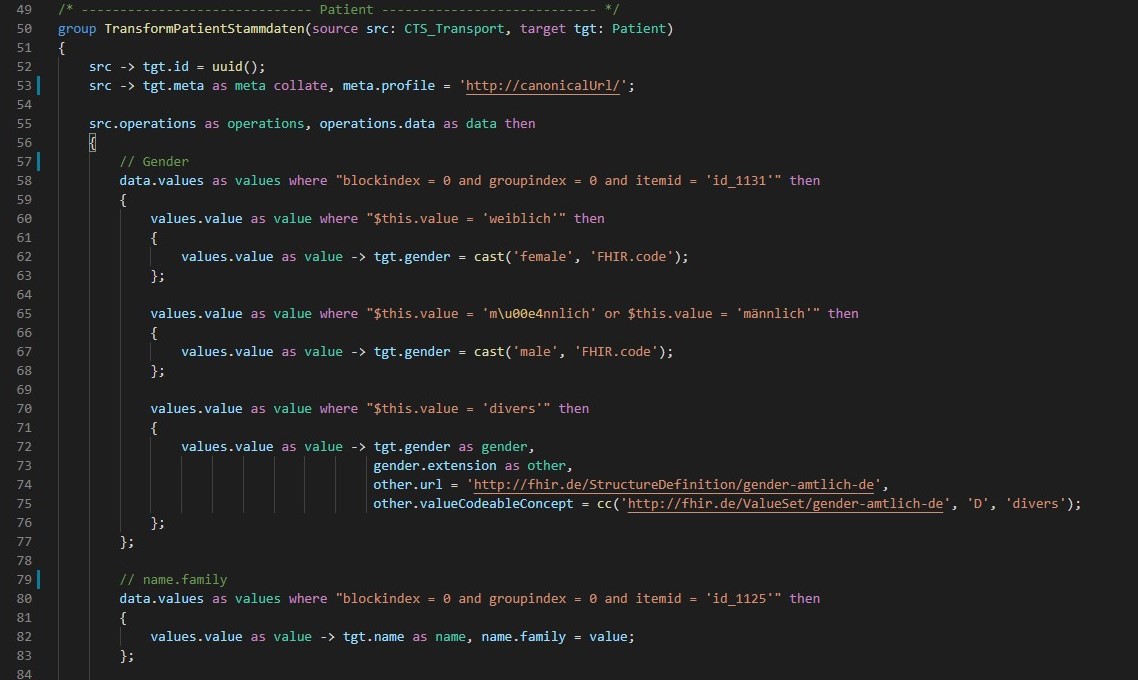 49 /* ------------------------------ Patient ---------------------------- */
50 group TransformPatientStammdaten(source src: CTS_Transport, target tgt: Patient)
51 {
52     src -> tgt.id = uuid();
53     src -> tgt.meta as meta collate, meta.profile = 'http://canonicalUrl/';
54
55     src.operations as operations, operations.data as data then
56     {
57         // Gender
58         data.values as values where "blockindex = 0 and groupindex = 0 and itemid = 'id_1131'" then
59         {
60             values.value as value where "$this.value = 'weiblich'" then
61             {
62                 values.value as value -> tgt.gender = cast('female', 'FHIR.code');
63             };
64
65             values.value as value where "$this.value = 'm\u00e4nnlich' or $this.value = 'männlich'" then
66             {
67                 values.value as value -> tgt.gender = cast('male', 'FHIR.code');
68             };
69
70             values.value as value where "$this.value = 'divers'" then
71             {
72                 values.value as value -> tgt.gender as gender,
73                                          gender.extension as other,
74                                          other.url = 'http://fhir.de/StructureDefinition/gender-amtlich-de',
75                                          other.valueCodeableConcept = cc('http://fhir.de/ValueSet/gender-amtlich-de', 'D', 'divers');
76             };
77         };
78
79         // name.family
80         data.values as values where "blockindex = 0 and groupindex = 0 and itemid = 'id_1125'" then
81         {
82             values.value as value -> tgt.name as name, name.family = value;
83         };
84